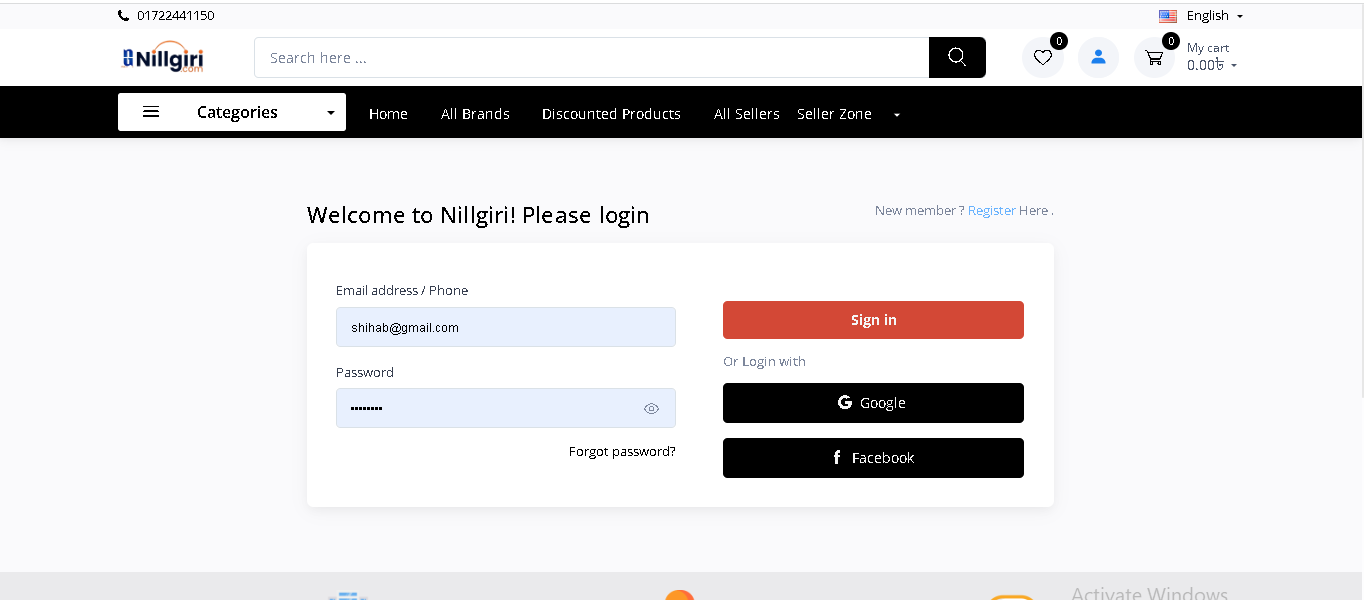 01722441150
English
Nillgiri
.com
Search here ...
0
0
My cart
0.00৳
Categories
Home
All Brands
Discounted Products
All Sellers
Seller Zone
Welcome to Nillgiri! Please login
New member ? Register Here .
Email address / Phone
shihab@gmail.com
Password
••••••••
Forgot password?
Sign in
Or Login with
G Google
f Facebook
Activate Windows